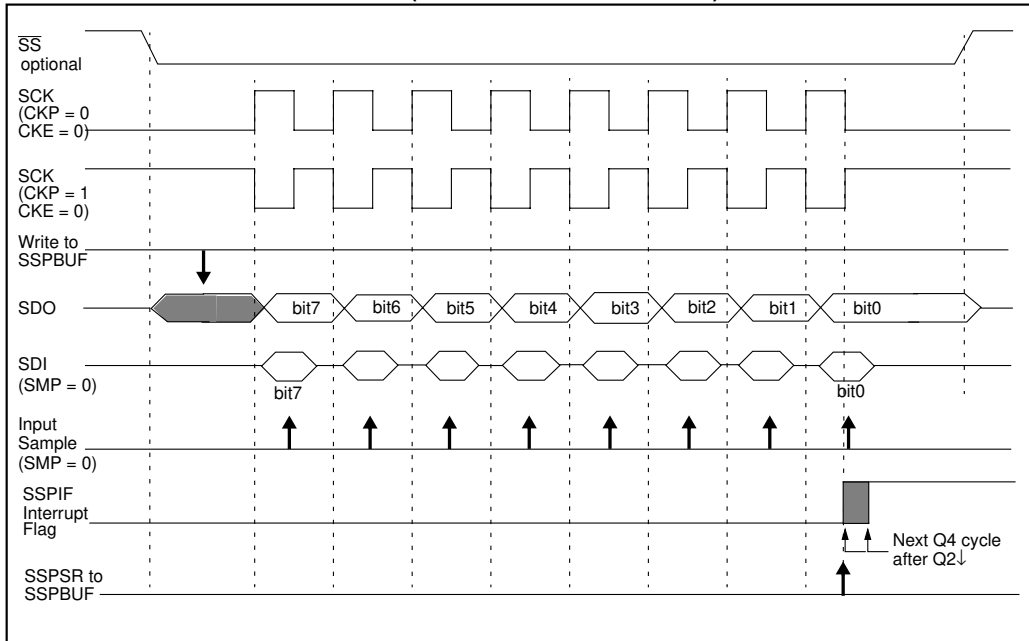 SS
optional
SCK
(CKP = 0
CKE = 0)
SCK
(CKP = 1
CKE = 0)
Write to
SSPBUF
SDO
bit7 bit6 bit5 bit4 bit3 bit2 bit1 bit0
SDI
(SMP = 0)
bit7 bit0
Input
Sample
(SMP = 0)
SSPIF
Interrupt
Flag
Next Q4 cycle
after Q2↓
SSPSR to
SSPBUF